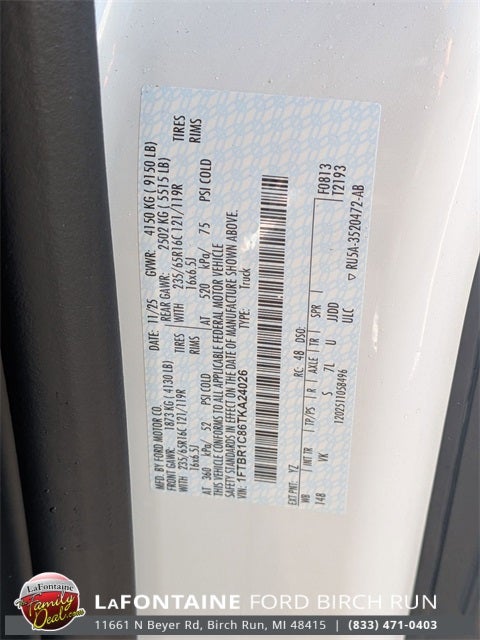 MFD. BY FORD MOTOR CO.
DATE: 11/25 GVWR: 4150 KG ( 9150 LB)
FRONT GAWR: 1873 KG ( 4130 LB) REAR GAWR: 2502 KG ( 5515 LB)
WITH 235/65R16C 121/119R TIRES WITH 235/65R16C 121/119R TIRES
16x6.5J RIMS 16x6.5J RIMS
AT 360 kPa/ 52 PSI COLD AT 520 kPa/ 75 PSI COLD
THIS VEHICLE CONFORMS TO ALL APPLICABLE FEDERAL MOTOR VEHICLE
SAFETY STANDARDS IN EFFECT ON THE DATE OF MANUFACTURE SHOWN ABOVE.
VIN: 1FTBR1C86TKA24026
TYPE: Truck
F0813
T2193
EXT PNT: YZ RC: 48 DSO:
WB INT TR TP/PS R AXLE TR SPR
148 VK S 7L U JJDD
ULC
1202511058496
RU5A-3520472-AB
LaFontaine
The Family Deal.com
LAFONTAINE FORD BIRCH RUN
11661 N Beyer Rd, Birch Run, MI 48415 | (833) 471-0403